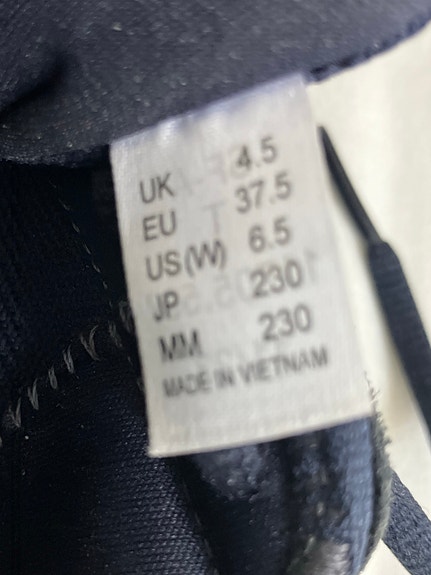 UK 4.5
EU 37.5
US(W) 6.5
JP 230
MM 230
MADE IN VIETNAM